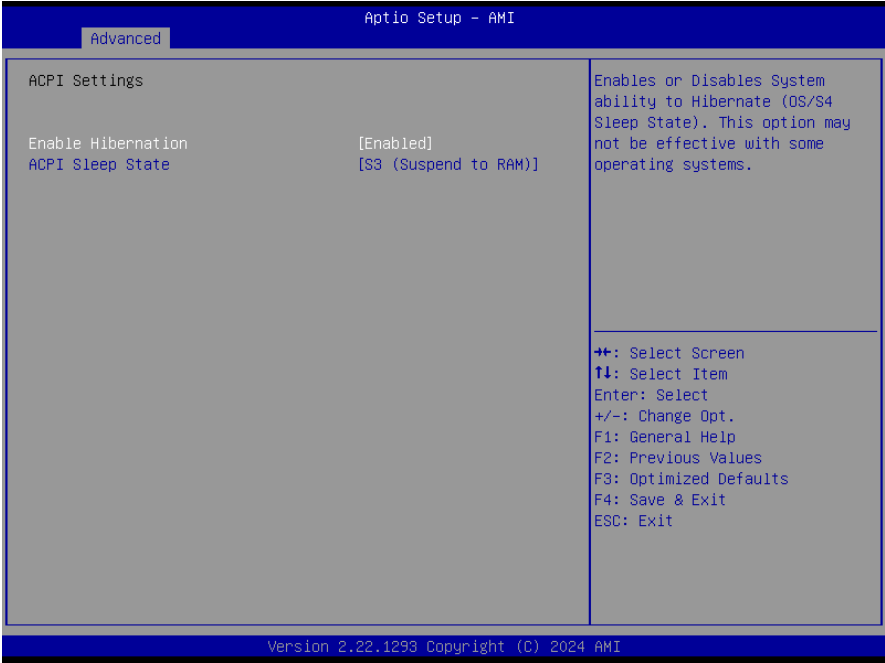 Aptio Setup – AMI
Advanced
ACPI Settings
Enable Hibernation [Enabled]
ACPI Sleep State [S3 (Suspend to RAM)]
Enables or Disables System
ability to Hibernate (OS/S4
Sleep State). This option may
not be effective with some
operating systems.
→←: Select Screen
↑↓: Select Item
Enter: Select
+/-: Change Opt.
F1: General Help
F2: Previous Values
F3: Optimized Defaults
F4: Save & Exit
ESC: Exit
Version 2.22.1293 Copyright (C) 2024 AMI